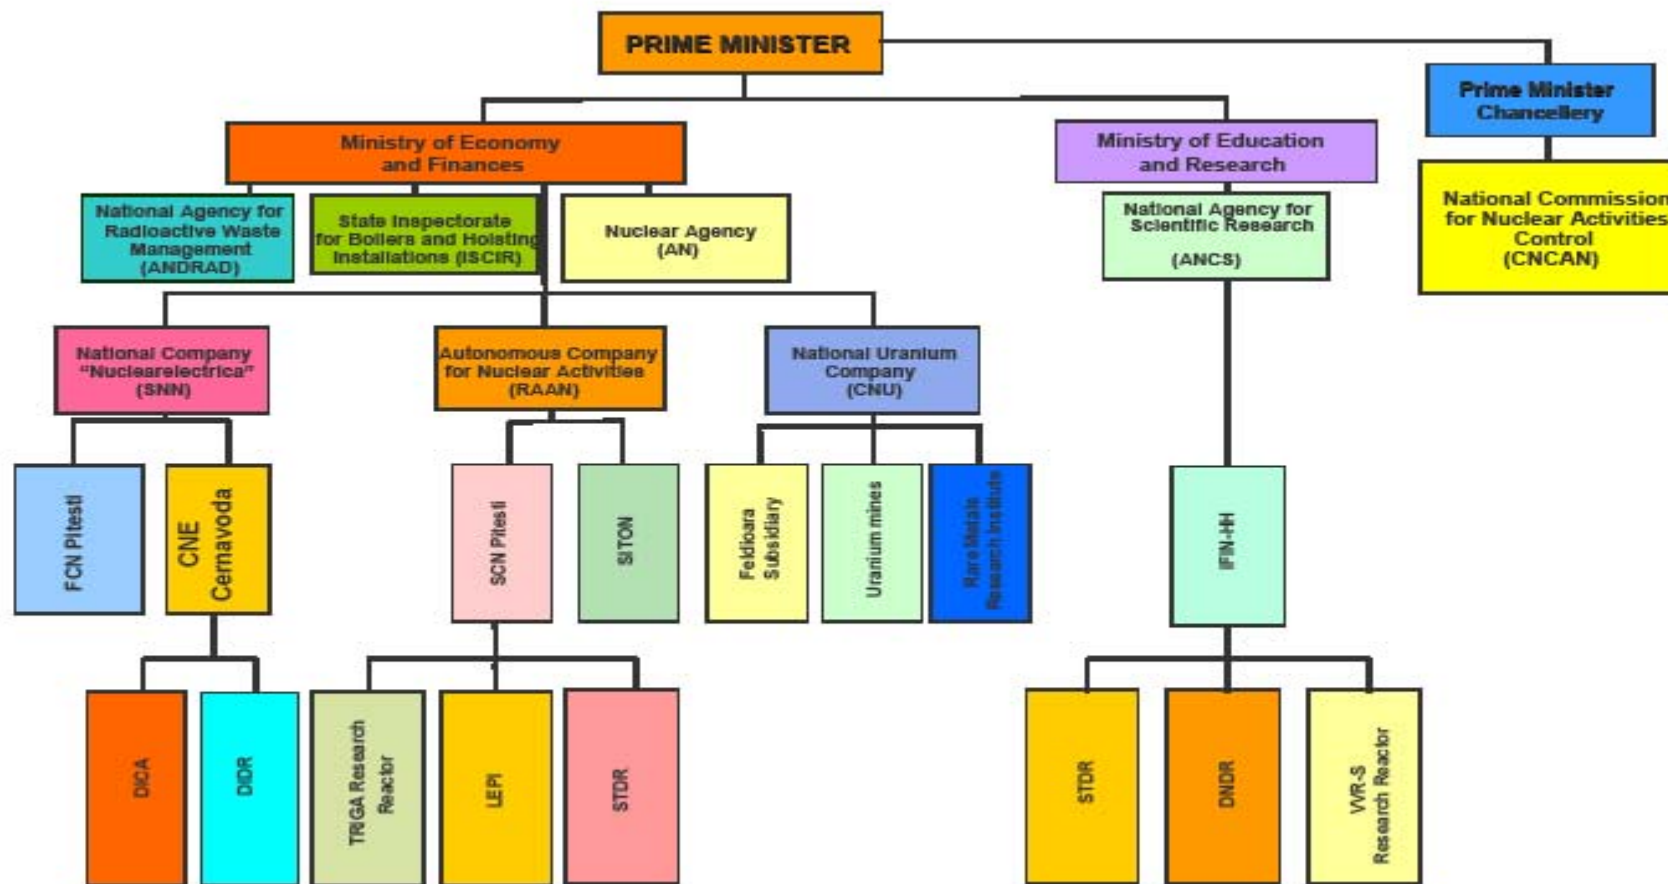 PRIME MINISTER
Prime Minister
Chancellery
Ministry of Economy
and Finances
Ministry of Education
and Research
National Agency for
Radioactive Waste
Management
(ANDRAD)
State Inspectorate
for Boilers and Hoisting
Installations (ISCIR)
Nuclear Agency
(AN)
National Agency for
Scientific Research
(ANCS)
National Commission
for Nuclear Activities
Control
(CNCAN)
National Company
“Nuclearelectrica”
(SNN)
Autonomous Company
for Nuclear Activities
(RAAN)
National Uranium
Company
(CNU)
FCN Pitesti
CNE
Cernavoda
SCN Pitesti
SITON
Feldioara
Subsidiary
Uranium mines
Rare Metals
Research Institute
IFIN-HH
DICA
DIDR
TRIGA Research
Reactor
LEPI
STDR
STDR
DNDR
VVR-S
Research Reactor